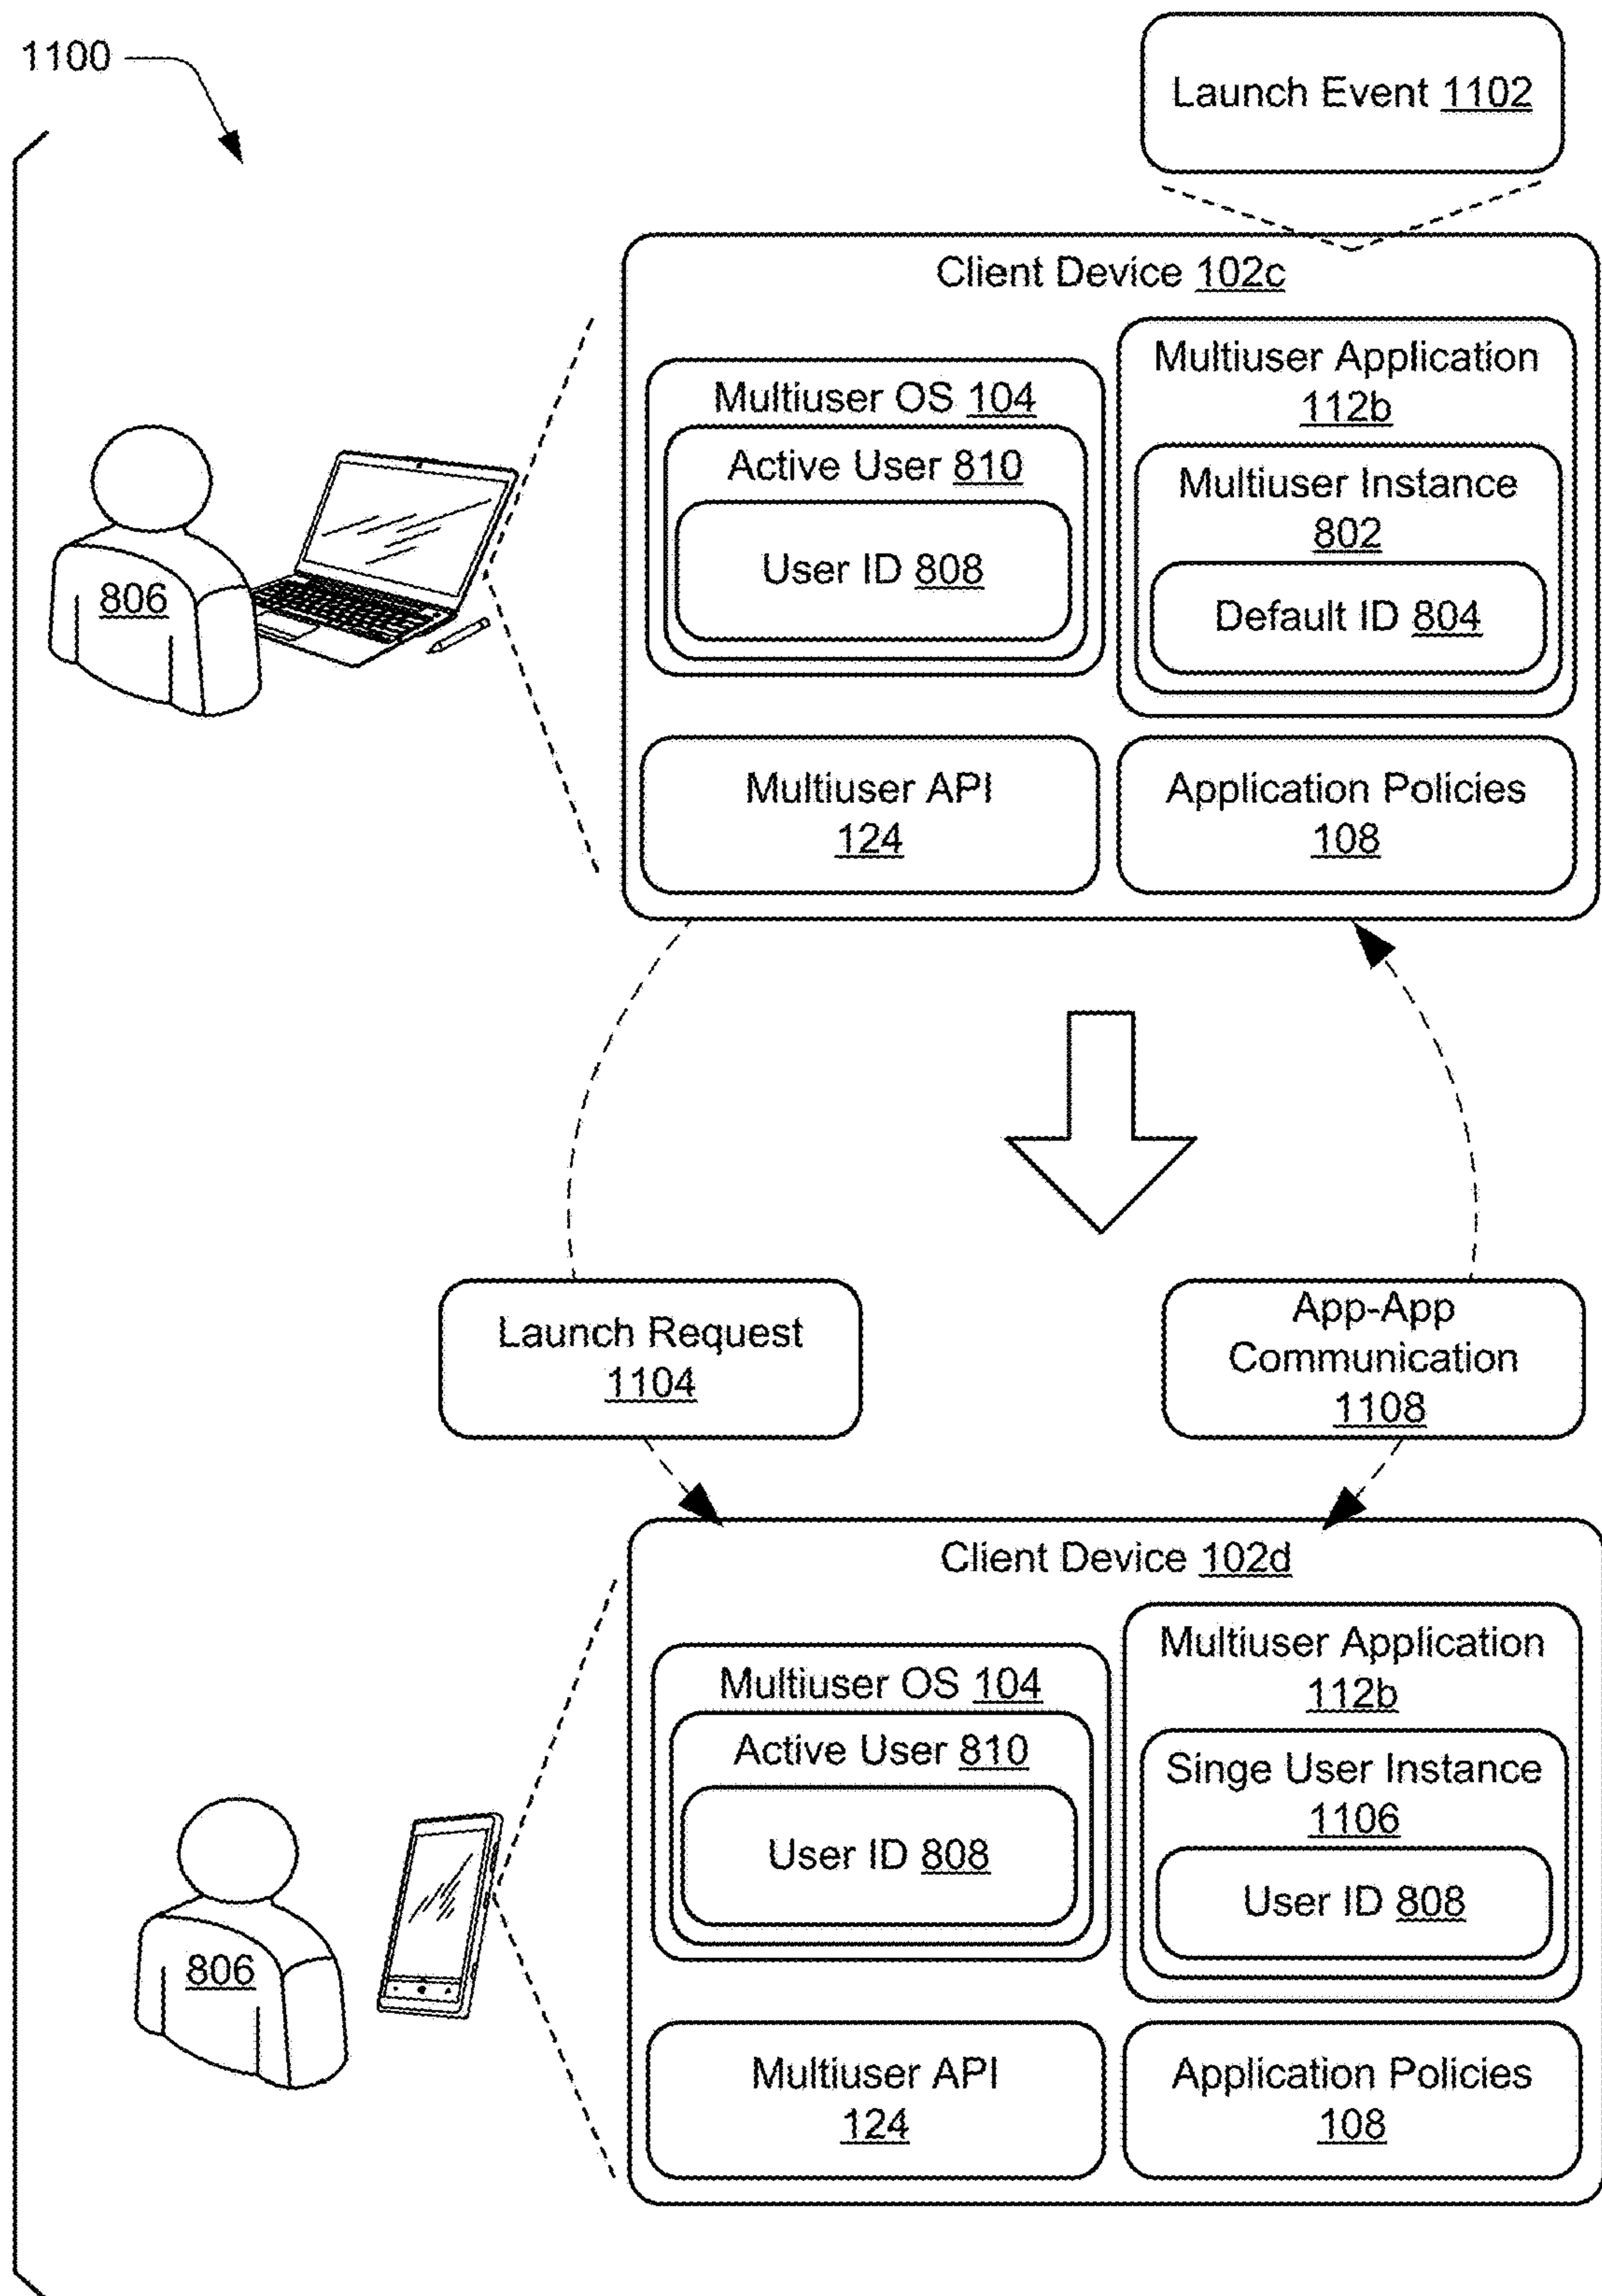 1100
Launch Event 1102
Client Device 102c
Multiuser OS 104
Active User 810
User ID 808
Multiuser Application
112b
Multiuser Instance
802
Default ID 804
806
Multiuser API
124
Application Policies
108
Launch Request
1104
App-App
Communication
1108
Client Device 102d
Multiuser OS 104
Active User 810
User ID 808
Multiuser Application
112b
Singe User Instance
1106
User ID 808
806
Multiuser API
124
Application Policies
108